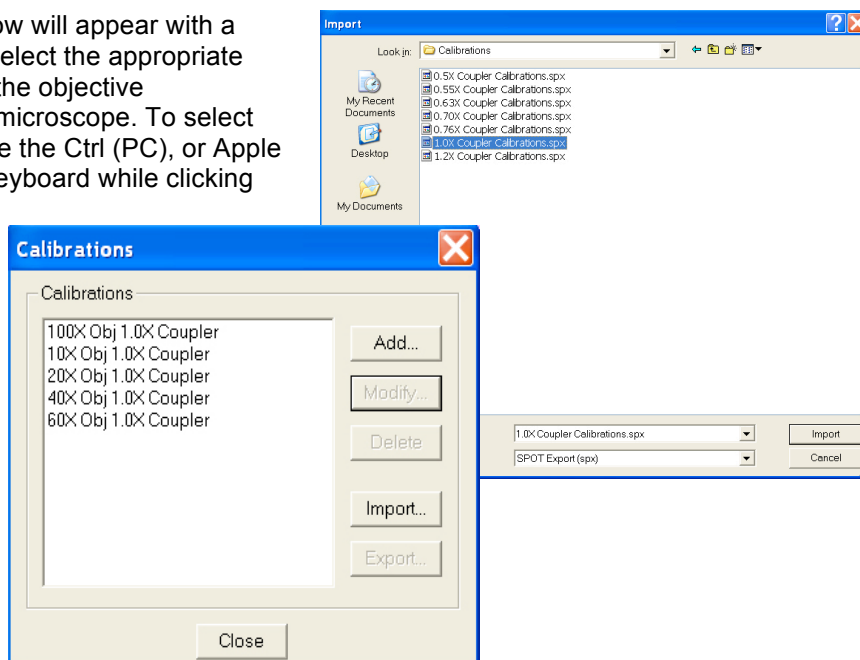 ow will appear with a
elect the appropriate
the objective
microscope. To select
e the Ctrl (PC), or Apple
eyboard while clicking
Import
Look in:
Calibrations
My Recent
Documents
Desktop
My Documents
0.5X Coupler Calibrations.spx
0.55X Coupler Calibrations.spx
0.63X Coupler Calibrations.spx
0.70X Coupler Calibrations.spx
0.76X Coupler Calibrations.spx
1.0X Coupler Calibrations.spx
1.2X Coupler Calibrations.spx
1.0X Coupler Calibrations.spx
Import
SPOT Export (spx)
Cancel
Calibrations
Calibrations
100X Obj 1.0X Coupler
10X Obj 1.0X Coupler
20X Obj 1.0X Coupler
40X Obj 1.0X Coupler
60X Obj 1.0X Coupler
Add...
Modify...
Delete
Import...
Export...
Close